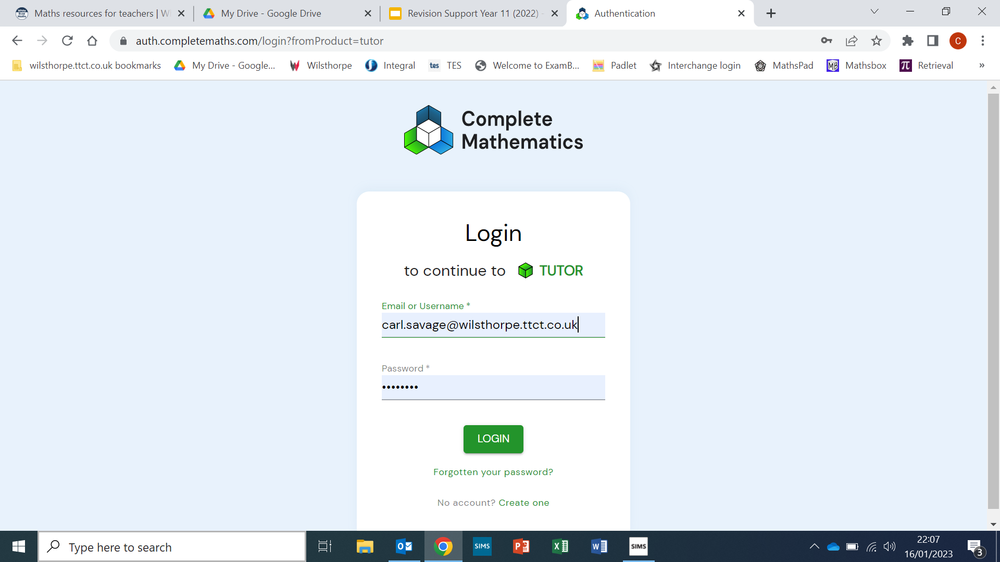 Maths resources for teachers | W
My Drive - Google Drive
Revision Support Year 11 (2022) -
Authentication
auth.completemaths.com/login?fromProduct=tutor
C
wilsthorpe.ttct.co.uk bookmarks
My Drive - Google...
Wilsthorpe
Integral
tes TES
Welcome to ExamB...
Padlet
Interchange login
MathsPad
MB Mathsbox
π Retrieval
»
Complete
Mathematics
Login
to continue to TUTOR
Email or Username *
carl.savage@wilsthorpe.ttct.co.uk
Password *
••••••••
LOGIN
Forgotten your password?
No account? Create one
Type here to search
SIMS
SIMS
22:07
16/01/2023
3